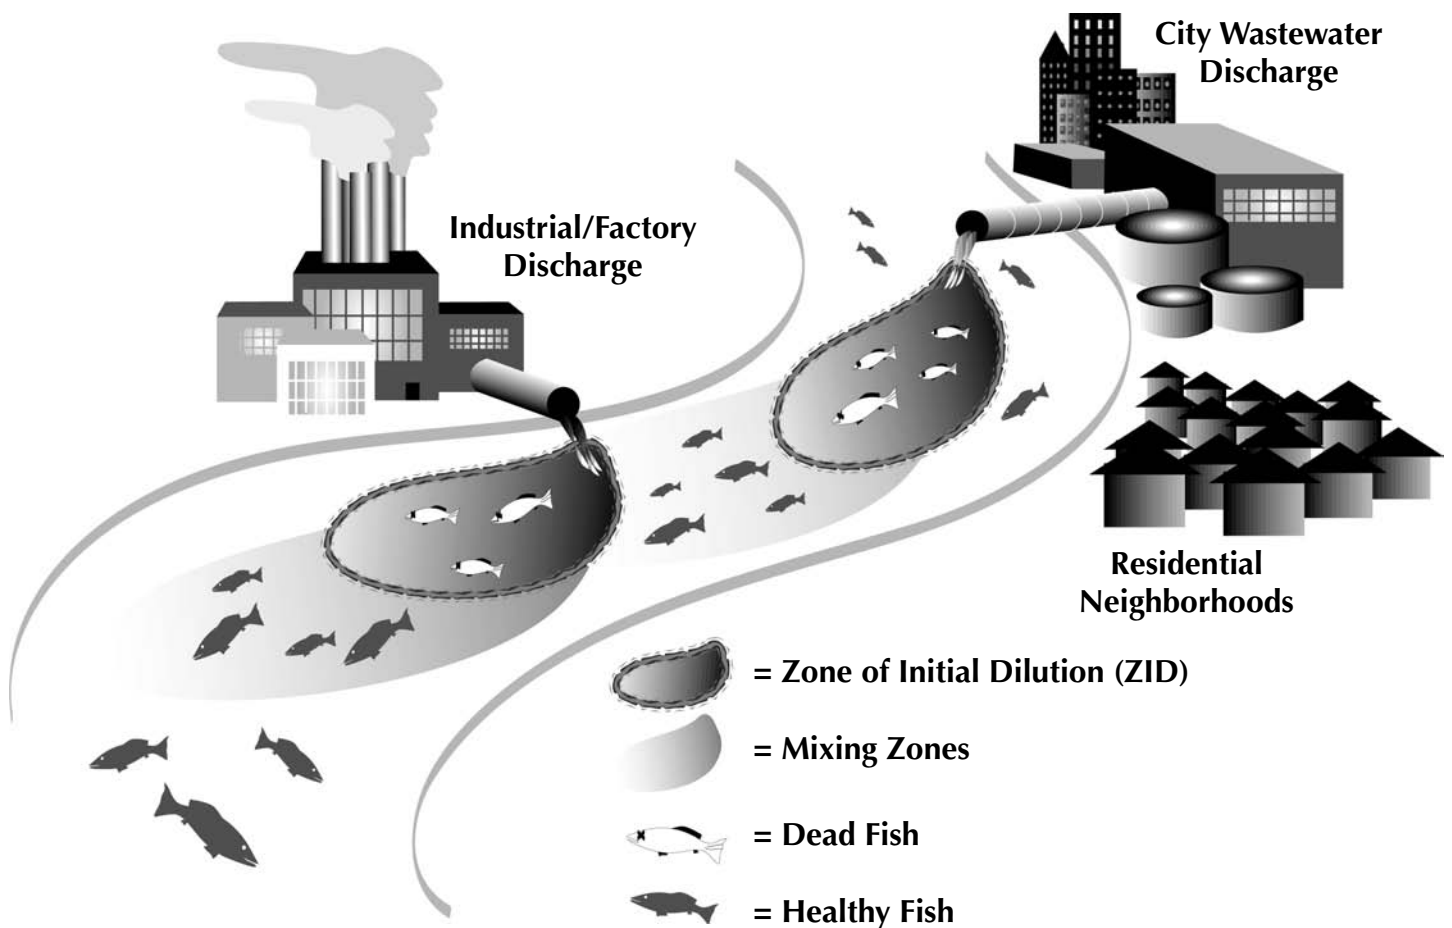 City Wastewater
Discharge
Industrial/Factory
Discharge
Residential
Neighborhoods
= Zone of Initial Dilution (ZID)
= Mixing Zones
= Dead Fish
= Healthy Fish